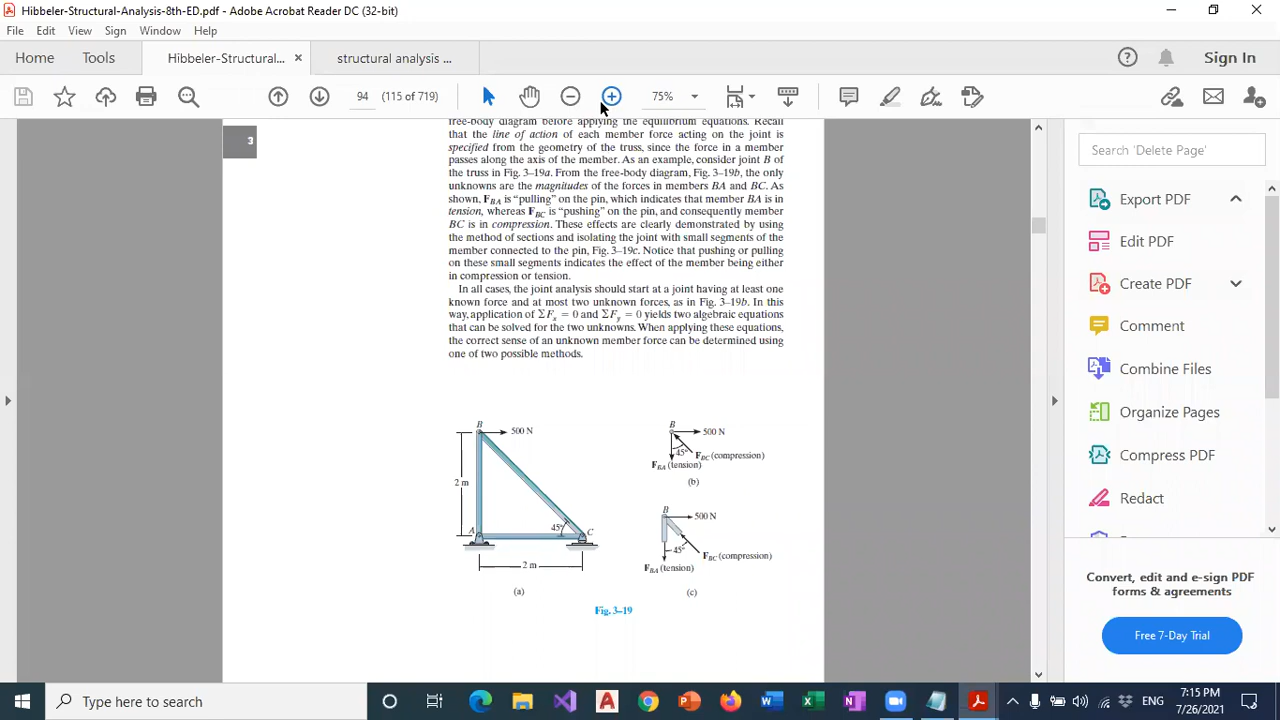 Hibbeler-Structural-Analysis-8th-ED.pdf - Adobe Acrobat Reader DC (32-bit)
File Edit View Sign Window Help
Home Tools Hibbeler-Structural... × structural analysis ... Sign In
94 (115 of 719) 75%
3
free-body diagram before applying the equilibrium equations. Recall
that the line of action of each member force acting on the joint is
specified from the geometry of the truss, since the force in a member
passes along the axis of the member. As an example, consider joint B of
the truss in Fig. 3–19a. From the free-body diagram, Fig. 3–19b, the only
unknowns are the magnitudes of the forces in members BA and BC. As
shown, FBA is “pulling” on the pin, which indicates that member BA is in
tension, whereas FBC is “pushing” on the pin, and consequently member
BC is in compression. These effects are clearly demonstrated by using
the method of sections and isolating the joint with small segments of the
member connected to the pin, Fig. 3–19c. Notice that pushing or pulling
on these small segments indicates the effect of the member being either
in compression or tension.
In all cases, the joint analysis should start at a joint having at least one
known force and at most two unknown forces, as in Fig. 3–19b. In this
way, application of ΣFx = 0 and ΣFy = 0 yields two algebraic equations
that can be solved for the two unknowns. When applying these equations,
the correct sense of an unknown member force can be determined using
one of two possible methods.
B
500 N
2 m
A
45°
C
2 m
(a)
B
500 N
45°
FBC (compression)
FBA (tension)
(b)
B
500 N
45°
FBC (compression)
FBA (tension)
(c)
Fig. 3–19
Search 'Delete Page'
Export PDF
Edit PDF
Create PDF
Comment
Combine Files
Organize Pages
Compress PDF
Redact
Convert, edit and e-sign PDF
forms & agreements
Free 7-Day Trial
Type here to search
ENG
7:15 PM
7/26/2021